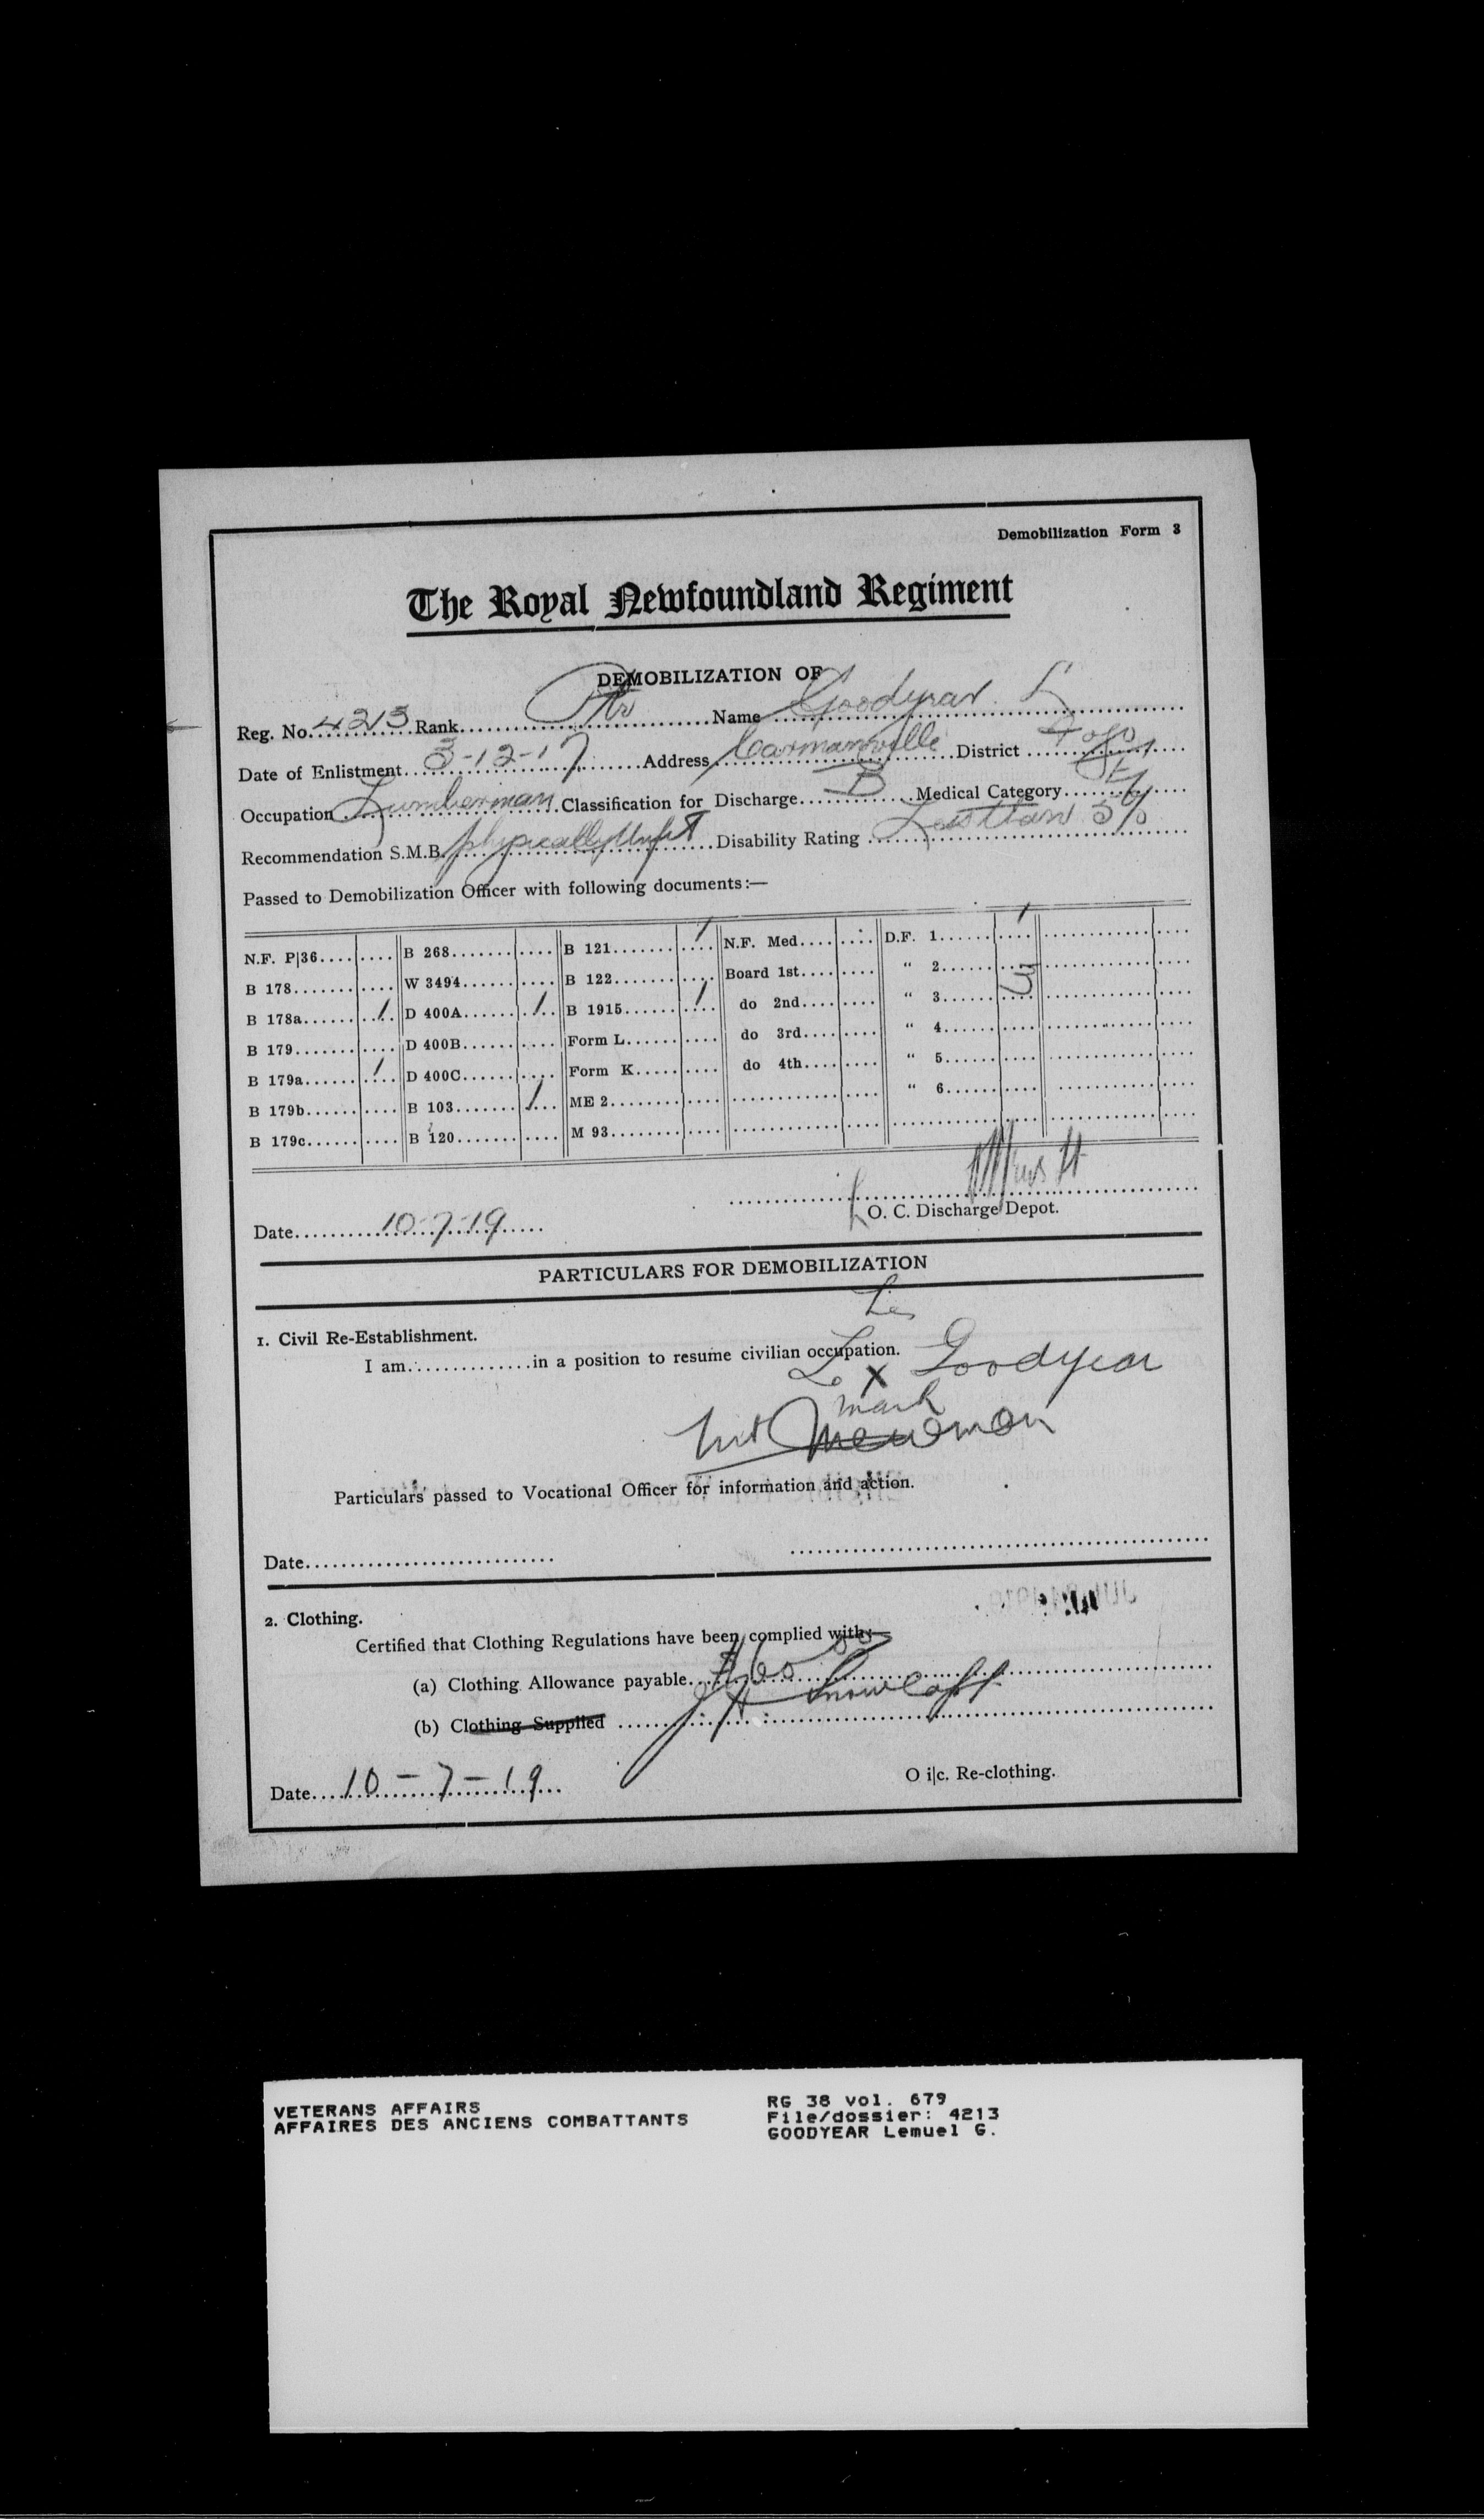 Demobilization Form 3
The Royal Newfoundland Regiment
DEMOBILIZATION OF
Reg. No. 4213 Rank Pte Name Goodyear. L
Date of Enlistment 3-12-17 Address Carmanville District Fogo
Occupation Lumberman Classification for Discharge B Medical Category
Recommendation S.M.B. physically Unfit Disability Rating Less than 5%
Passed to Demobilization Officer with following documents:—
N.F. P|36 B 268 B 121 / N.F. Med. D.F. 1 /
B 178 W 3494 B 122 Board 1st " 2
B 178a / D 400A / B 1915 / do 2nd " 3
B 179 D 400B Form L do 3rd " 4
B 179a / D 400C Form K do 4th " 5
B 179b B 103 / ME 2 " 6
B 179c B 120 M 93
Date 10-7-19
O. C. Discharge Depot.
PARTICULARS FOR DEMOBILIZATION
1. Civil Re-Establishment.
I am in a position to resume civilian occupation.
X Goodyear
mark
Newman
Particulars passed to Vocational Officer for information and action.
Date
2. Clothing.
Certified that Clothing Regulations have been complied with:—
(a) Clothing Allowance payable $60.00
(b) Clothing Supplied
Date 10-7-19 O i|c. Re-clothing.
VETERANS AFFAIRS RG 38 vol. 679
AFFAIRES DES ANCIENS COMBATTANTS File/dossier: 4213
GOODYEAR Lemuel G.